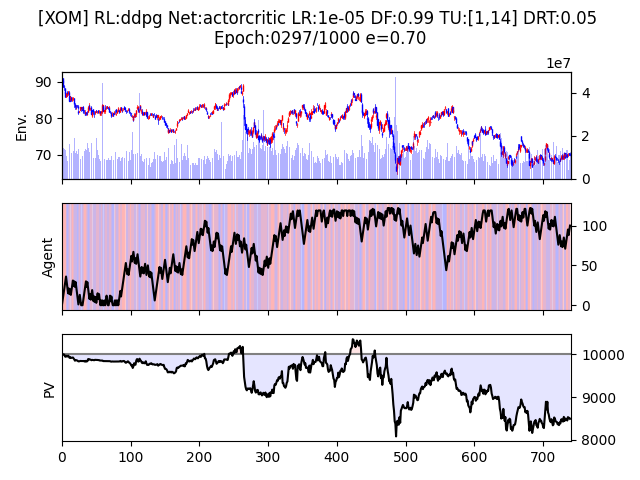 [XOM] RL:ddpg Net:actorcritic LR:1e-05 DF:0.99 TU:[1,14] DRT:0.05
Epoch:0297/1000 e=0.70
1e7
Env.
90
80
70
4
2
0
Agent
100
50
0
PV
10000
9000
8000
0 100 200 300 400 500 600 700